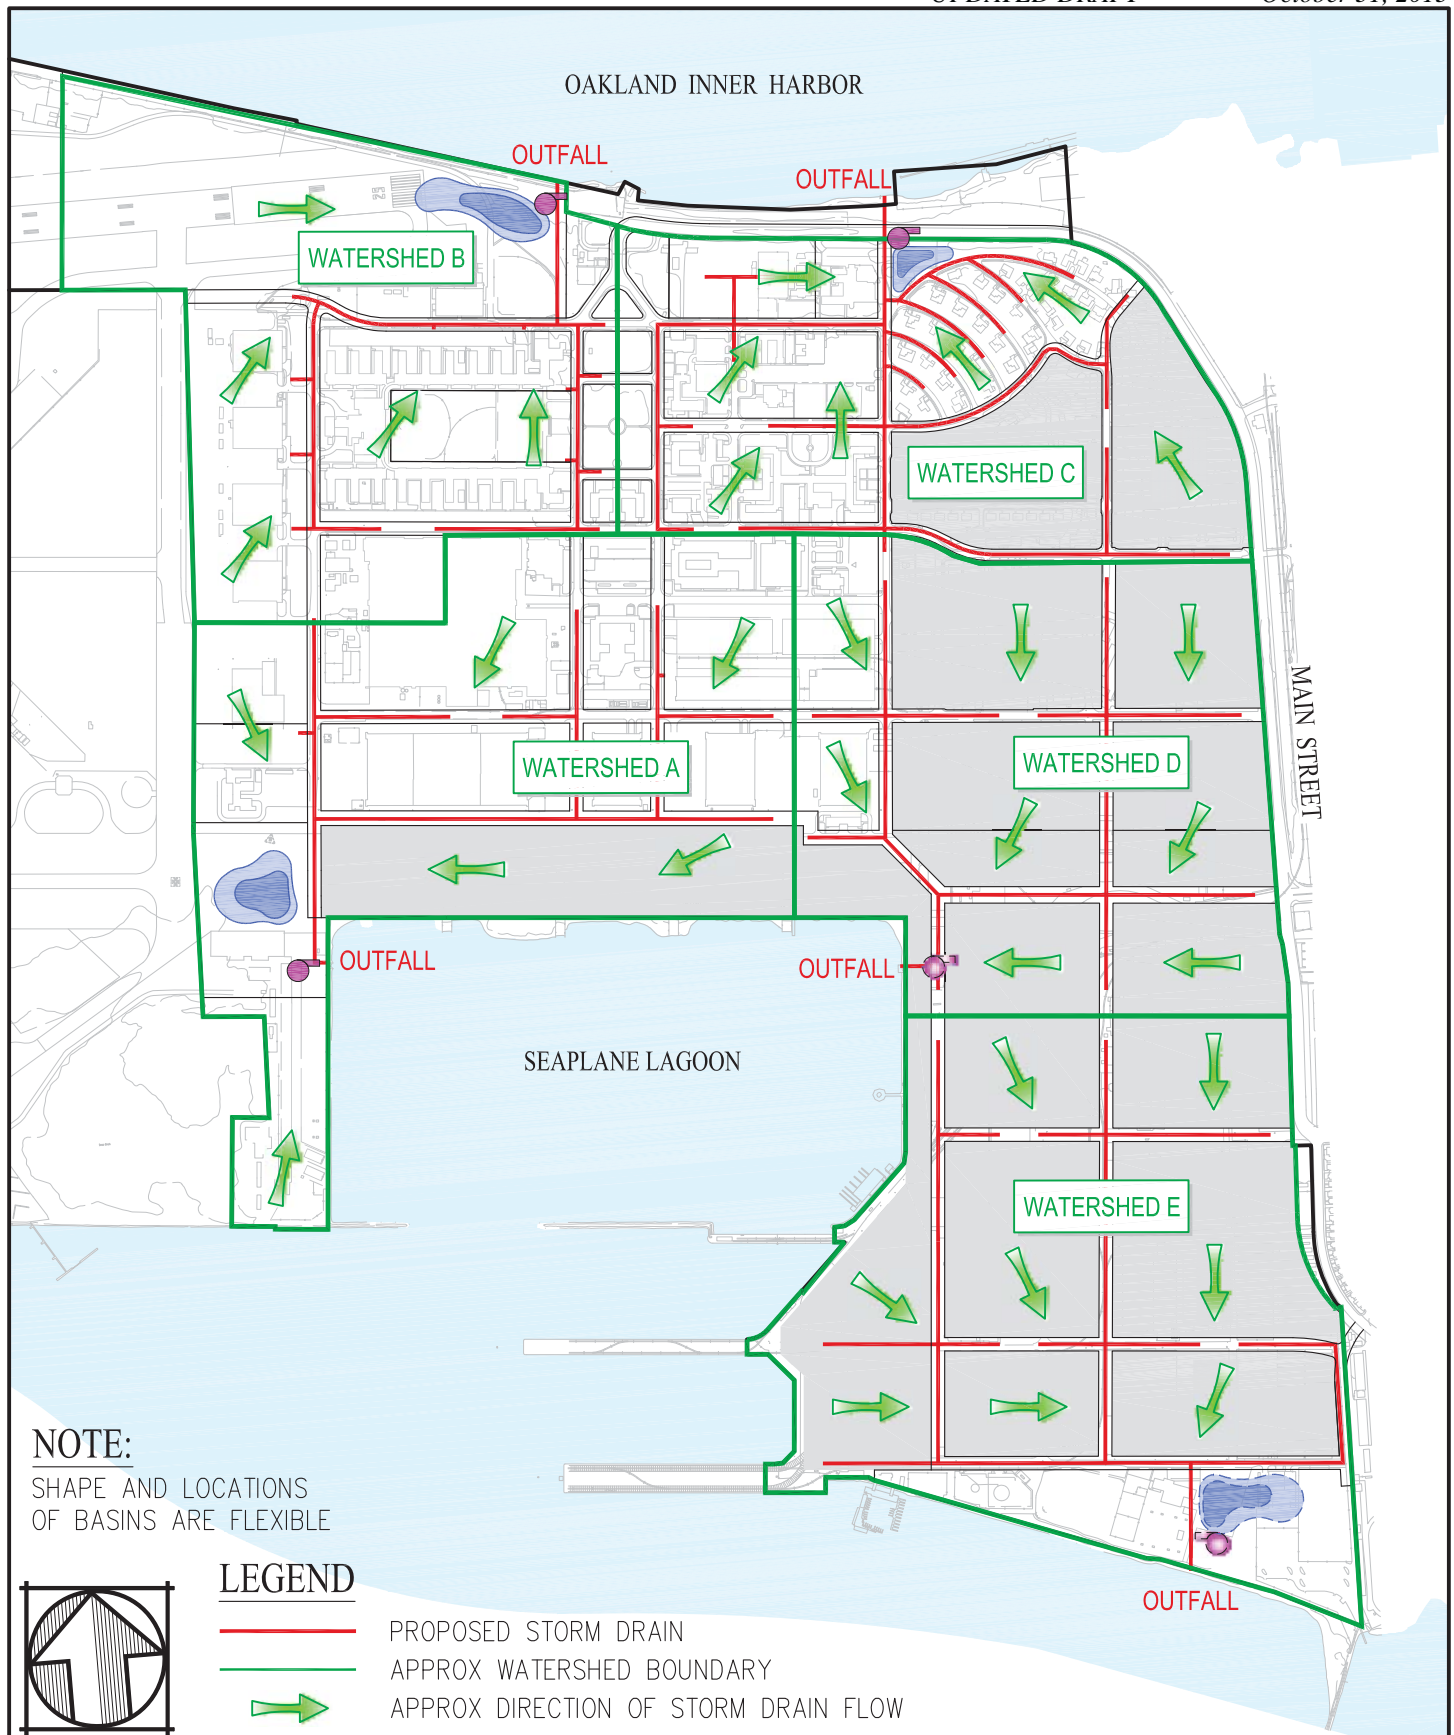 OAKLAND INNER HARBOR
OUTFALL
OUTFALL
WATERSHED B
WATERSHED C
MAIN STREET
WATERSHED A
WATERSHED D
OUTFALL
OUTFALL
SEAPLANE LAGOON
WATERSHED E
NOTE:
SHAPE AND LOCATIONS
OF BASINS ARE FLEXIBLE
OUTFALL
LEGEND
PROPOSED STORM DRAIN
APPROX WATERSHED BOUNDARY
APPROX DIRECTION OF STORM DRAIN FLOW